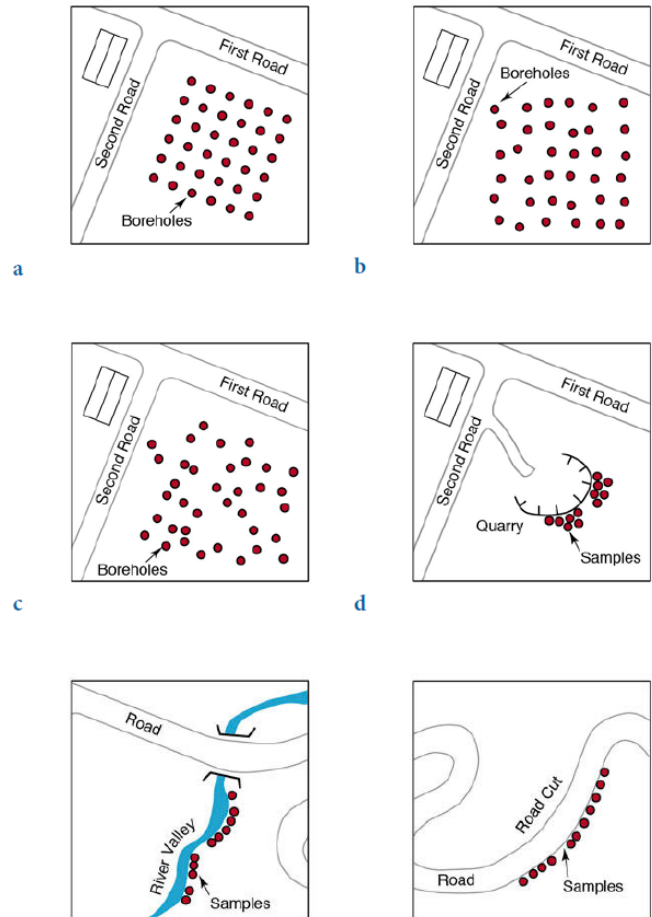 First Road
Second Road
Boreholes
a
First Road
Boreholes
Second Road
b
First Road
Second Road
Boreholes
c
First Road
Second Road
Quarry
Samples
d
Road
River Valley
Samples
Road Cut
Road
Samples